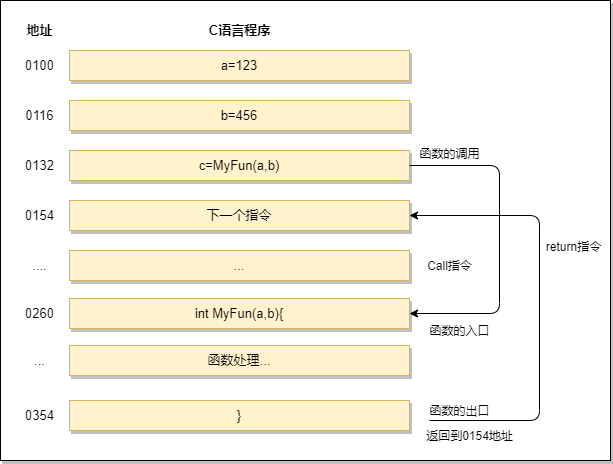 地址 C语言程序
0100 a=123
0116 b=456
0132 c=MyFun(a,b) 函数的调用
0154 下一个指令
return指令
.... ... Call指令
0260 int MyFun(a,b){
函数的入口
... 函数处理...
函数的出口
0354 }
返回到0154地址